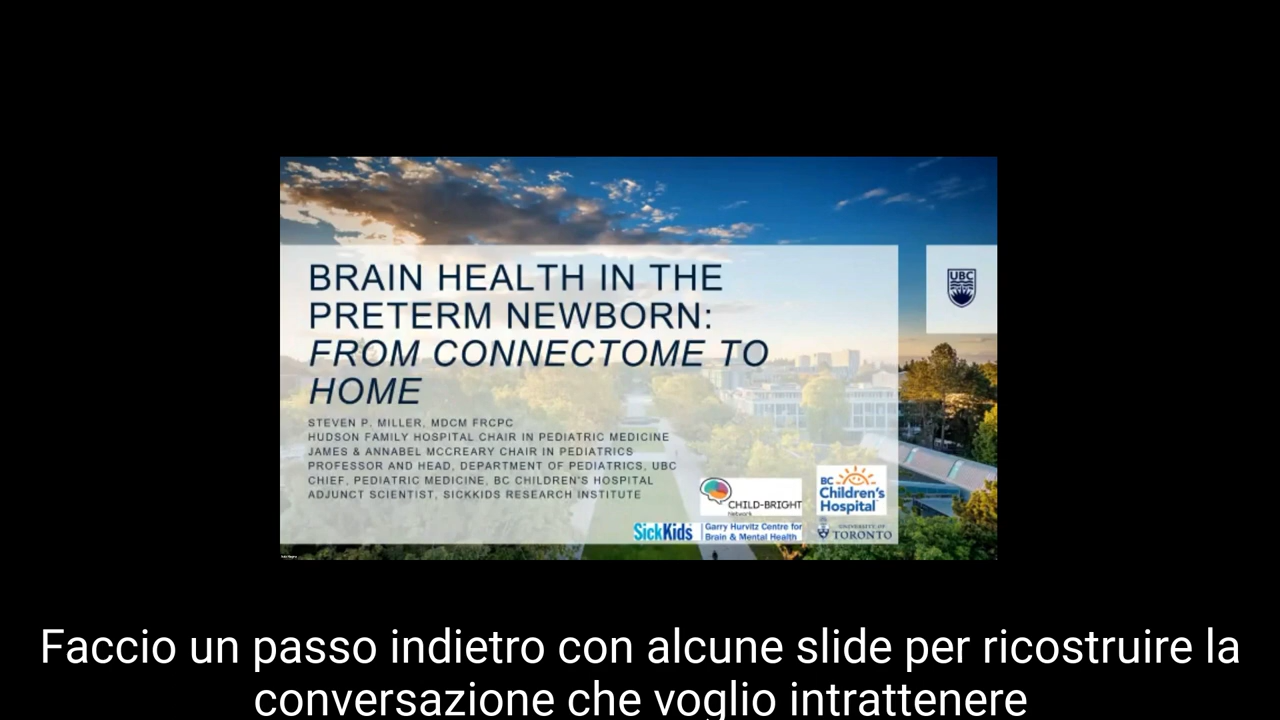 BRAIN HEALTH IN THE
PRETERM NEWBORN:
FROM CONNECTOME TO
HOME
STEVEN P. MILLER, MDCM FRCPC
HUDSON FAMILY HOSPITAL CHAIR IN PEDIATRIC MEDICINE
JAMES & ANNABEL MCCREARY CHAIR IN PEDIATRICS
PROFESSOR AND HEAD, DEPARTMENT OF PEDIATRICS, UBC
CHIEF, PEDIATRIC MEDICINE, BC CHILDREN'S HOSPITAL
ADJUNCT SCIENTIST, SICKKIDS RESEARCH INSTITUTE
UBC
CHILD-BRIGHT
Network
BC
Children's
Hospital
SickKids
Garry Hurvitz Centre for
Brain & Mental Health
UNIVERSITY OF
TORONTO
Faccio un passo indietro con alcune slide per ricostruire la
conversazione che voglio intrattenere